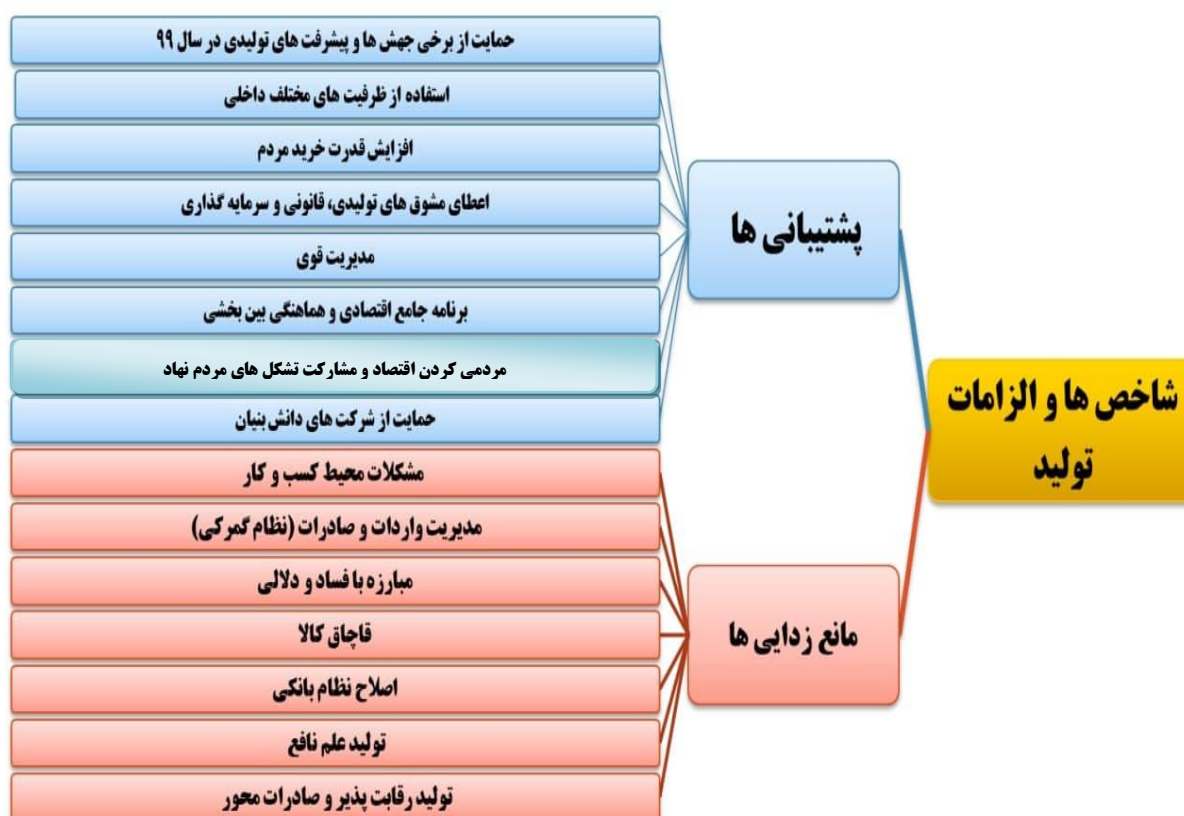 شاخص ها و الزامات
تولید
پشتیبانی ها
حمایت از برخی جهش ها و پیشرفت های تولیدی در سال ۹۹
استفاده از ظرفیت های مختلف داخلی
افزایش قدرت خرید مردم
اعطای مشوق های تولیدی، قانونی و سرمایه گذاری
مدیریت قوی
برنامه جامع اقتصادی و هماهنگی بین بخشی
مردمی کردن اقتصاد و مشارکت تشکل های مردم نهاد
حمایت از شرکت های دانش بنیان
مانع زدایی ها
مشکلات محیط کسب و کار
مدیریت واردات و صادرات (نظام گمرکی)
مبارزه با فساد و دلالی
قاچاق کالا
اصلاح نظام بانکی
تولید علم نافع
تولید رقابت پذیر و صادرات محور